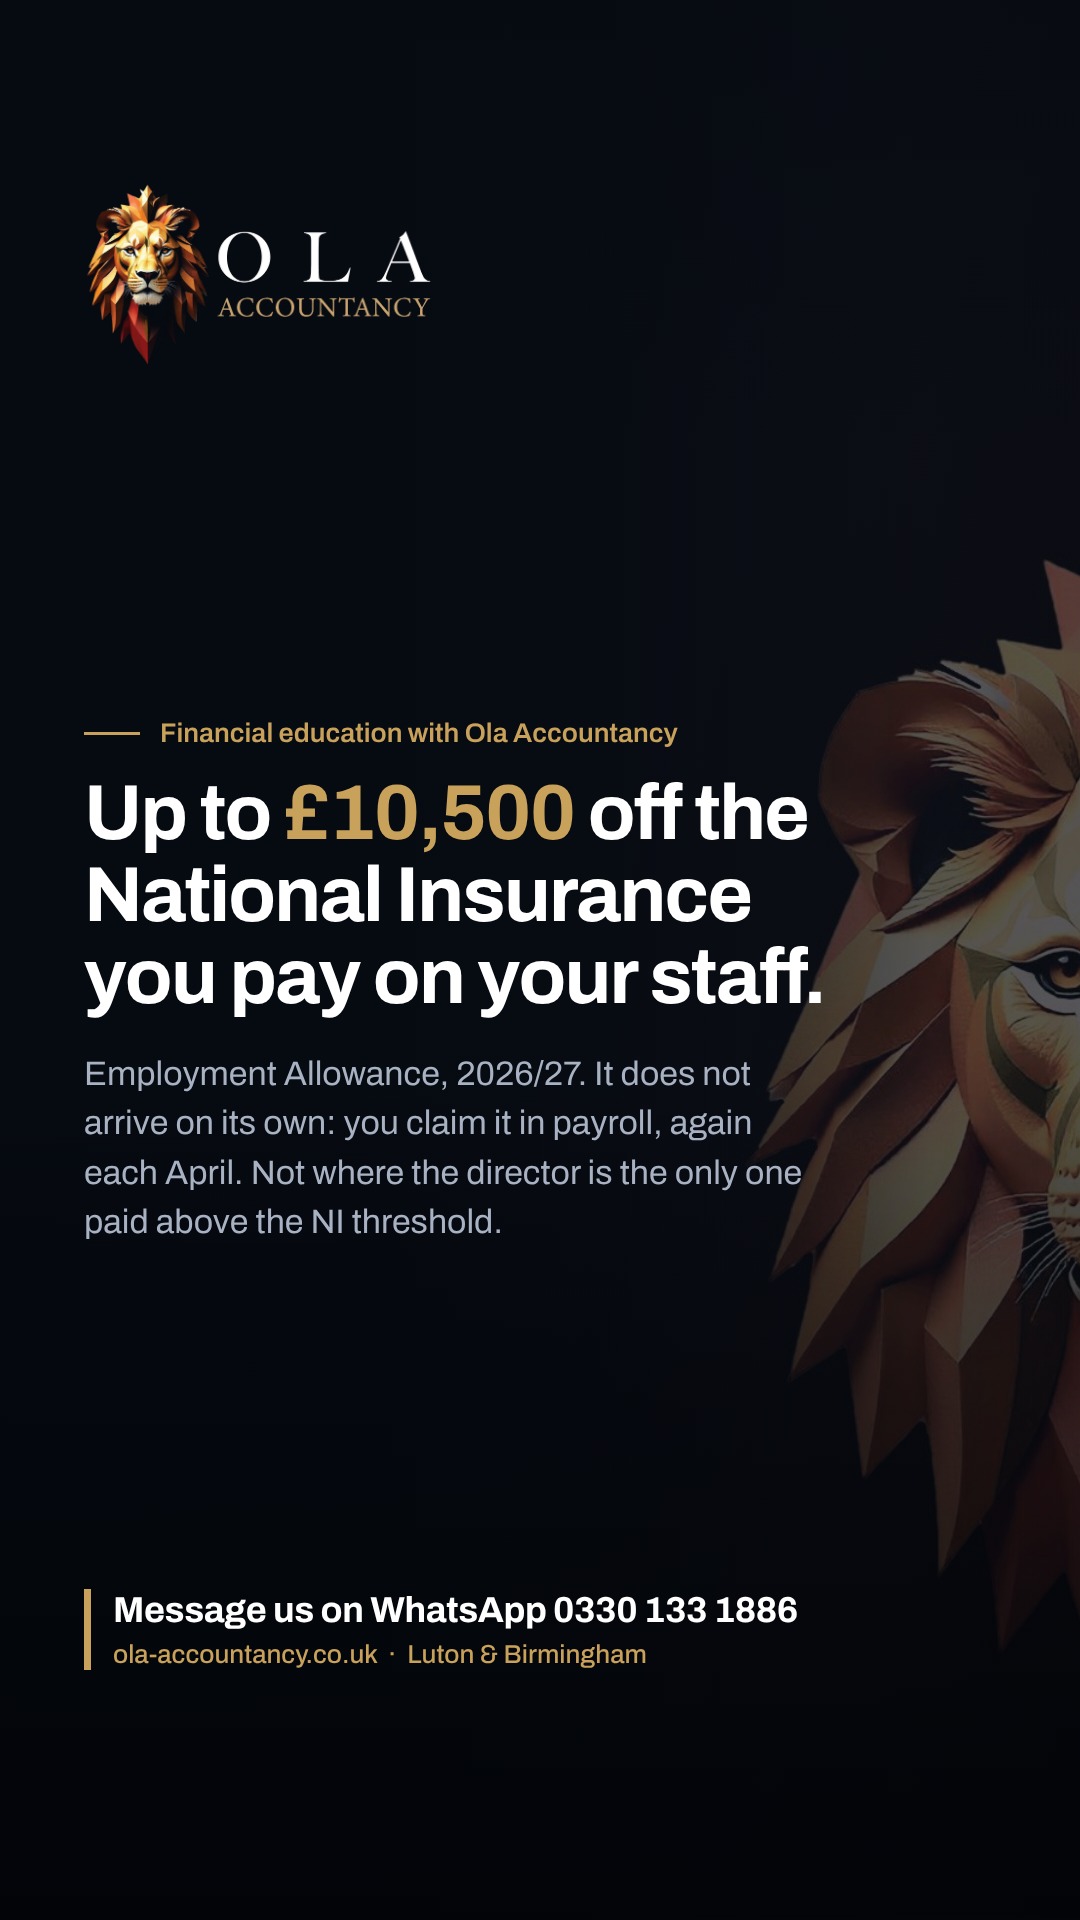 OLA
ACCOUNTANCY
Financial education with Ola Accountancy
Up to £10,500 off the
National Insurance
you pay on your staff.
Employment Allowance, 2026/27. It does not
arrive on its own: you claim it in payroll, again
each April. Not where the director is the only one
paid above the NI threshold.
Message us on WhatsApp 0330 133 1886
ola-accountancy.co.uk · Luton & Birmingham